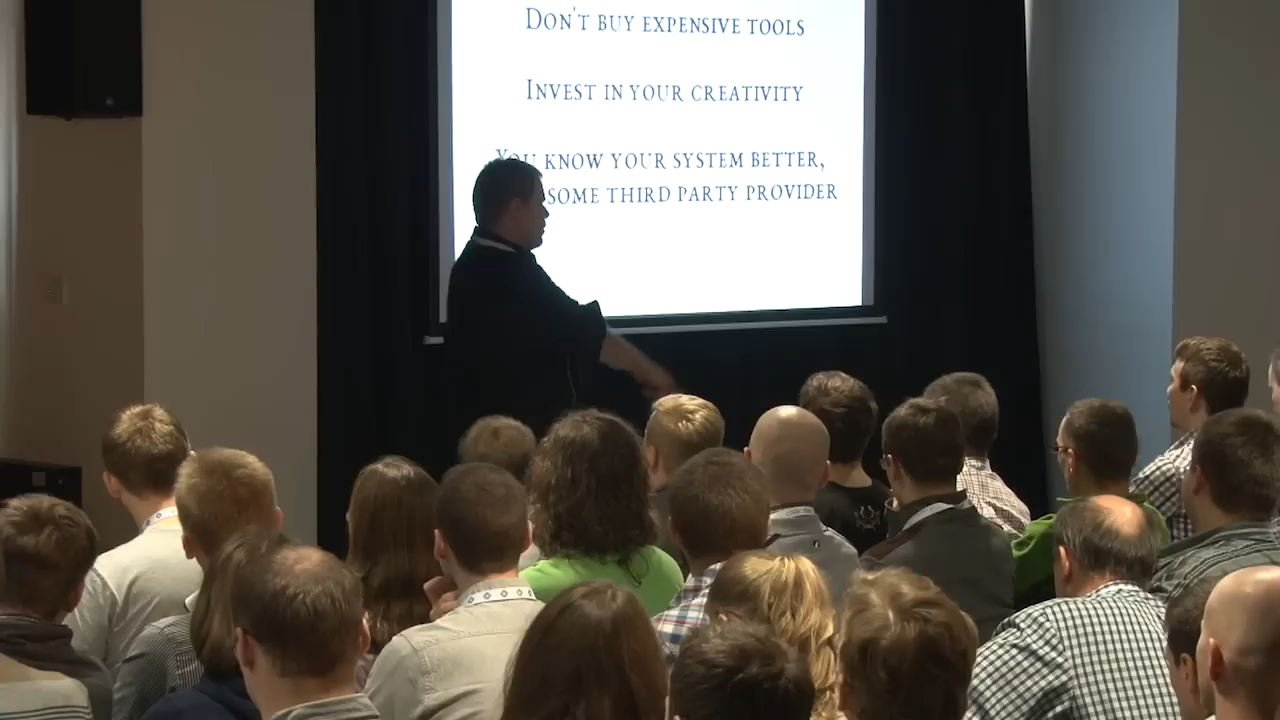 DON'T BUY EXPENSIVE TOOLS
INVEST IN YOUR CREATIVITY
YOU KNOW YOUR SYSTEM BETTER,
SOME THIRD PARTY PROVIDER